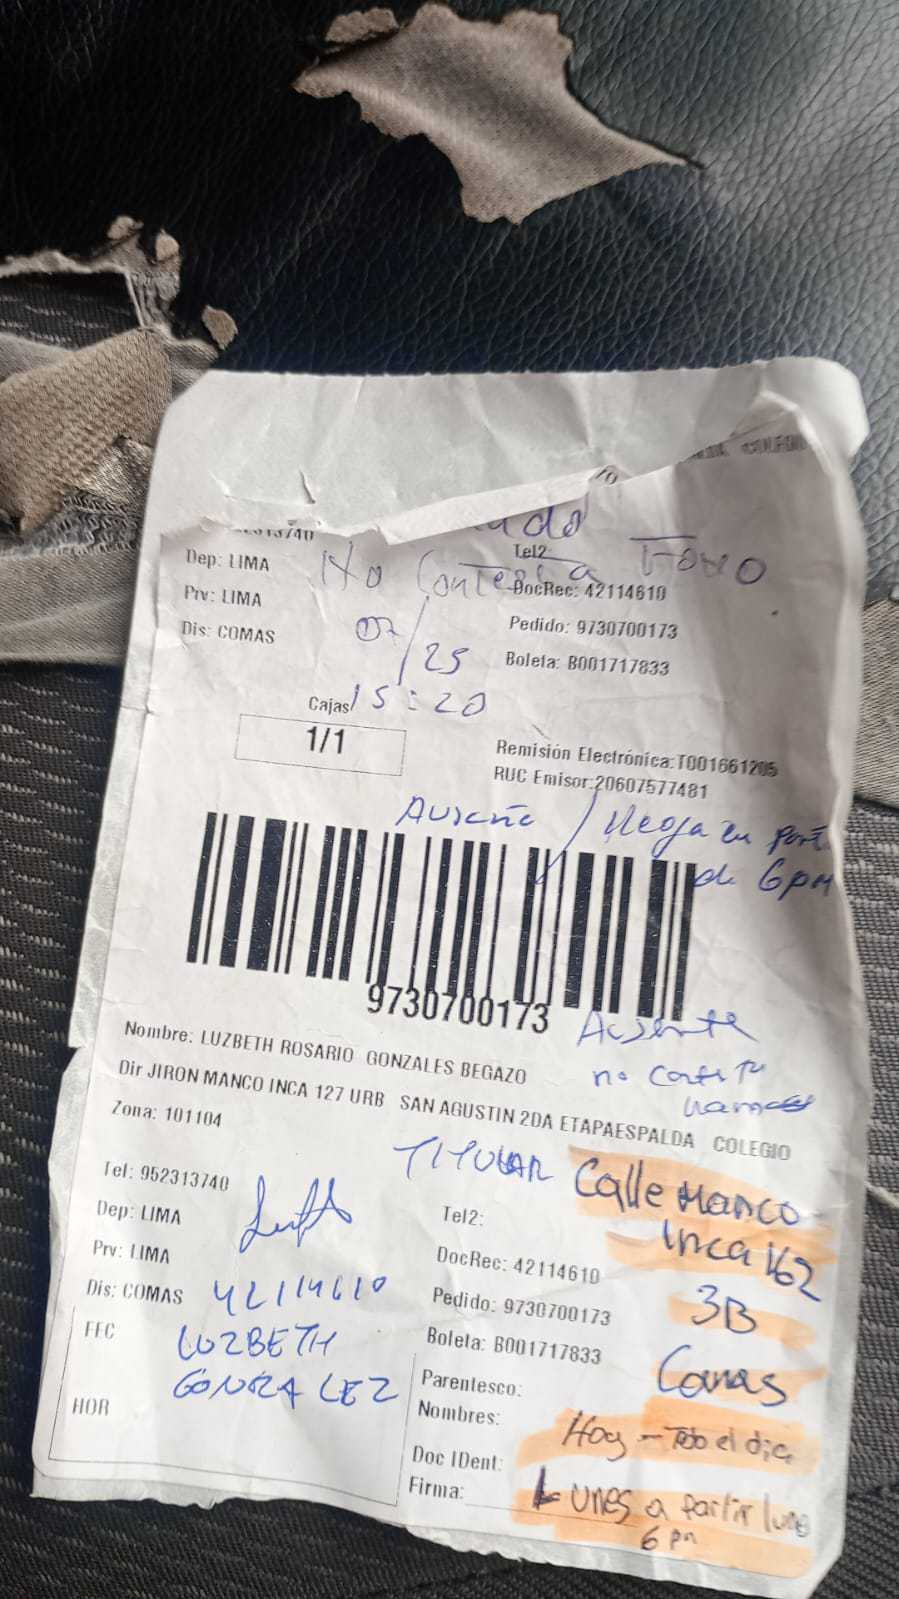 COLEGIO
Dep: LIMA
Tel2:
No Contesta Fono
Prv: LIMA
DocRec: 42114610
Dis: COMAS
07/25
Pedido: 9730700173
Boleta: B001717833
Cajas
15:20
1/1
Remisión Electrónica:T001661205
RUC Emisor:20607577481
llega en
de 6pm
9730700173
Ausente
no
Nombre: LUZBETH ROSARIO GONZALES BEGAZO
Dir JIRON MANCO INCA 127 URB SAN AGUSTIN 2DA ETAPAESPALDA COLEGIO
Zona: 101104
TITULAR
Calle Manco
Inca 162
3B
Comas
Tel: 952313740
Tel2:
Dep: LIMA
DocRec: 42114610
Prv: LIMA
Pedido: 9730700173
Dis: COMAS
42114610
Boleta: B001717833
FEC
LUZBETH
GONZALEZ
Parentesco:
Nombres:
Hoy - Todo el dia
HOR
Doc IDent:
Firma:
Lunes a partir
6 pm